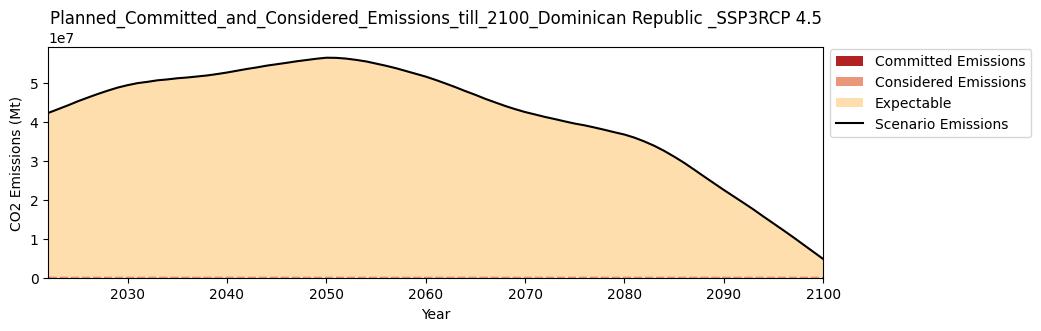 Planned_Committed_and_Considered_Emissions_till_2100_Dominican Republic _SSP3RCP 4.5
1e7
CO2 Emissions (Mt)
5
4
3
2
1
0
2030 2040 2050 2060 2070 2080 2090 2100
Year
Committed Emissions
Considered Emissions
Expectable
Scenario Emissions